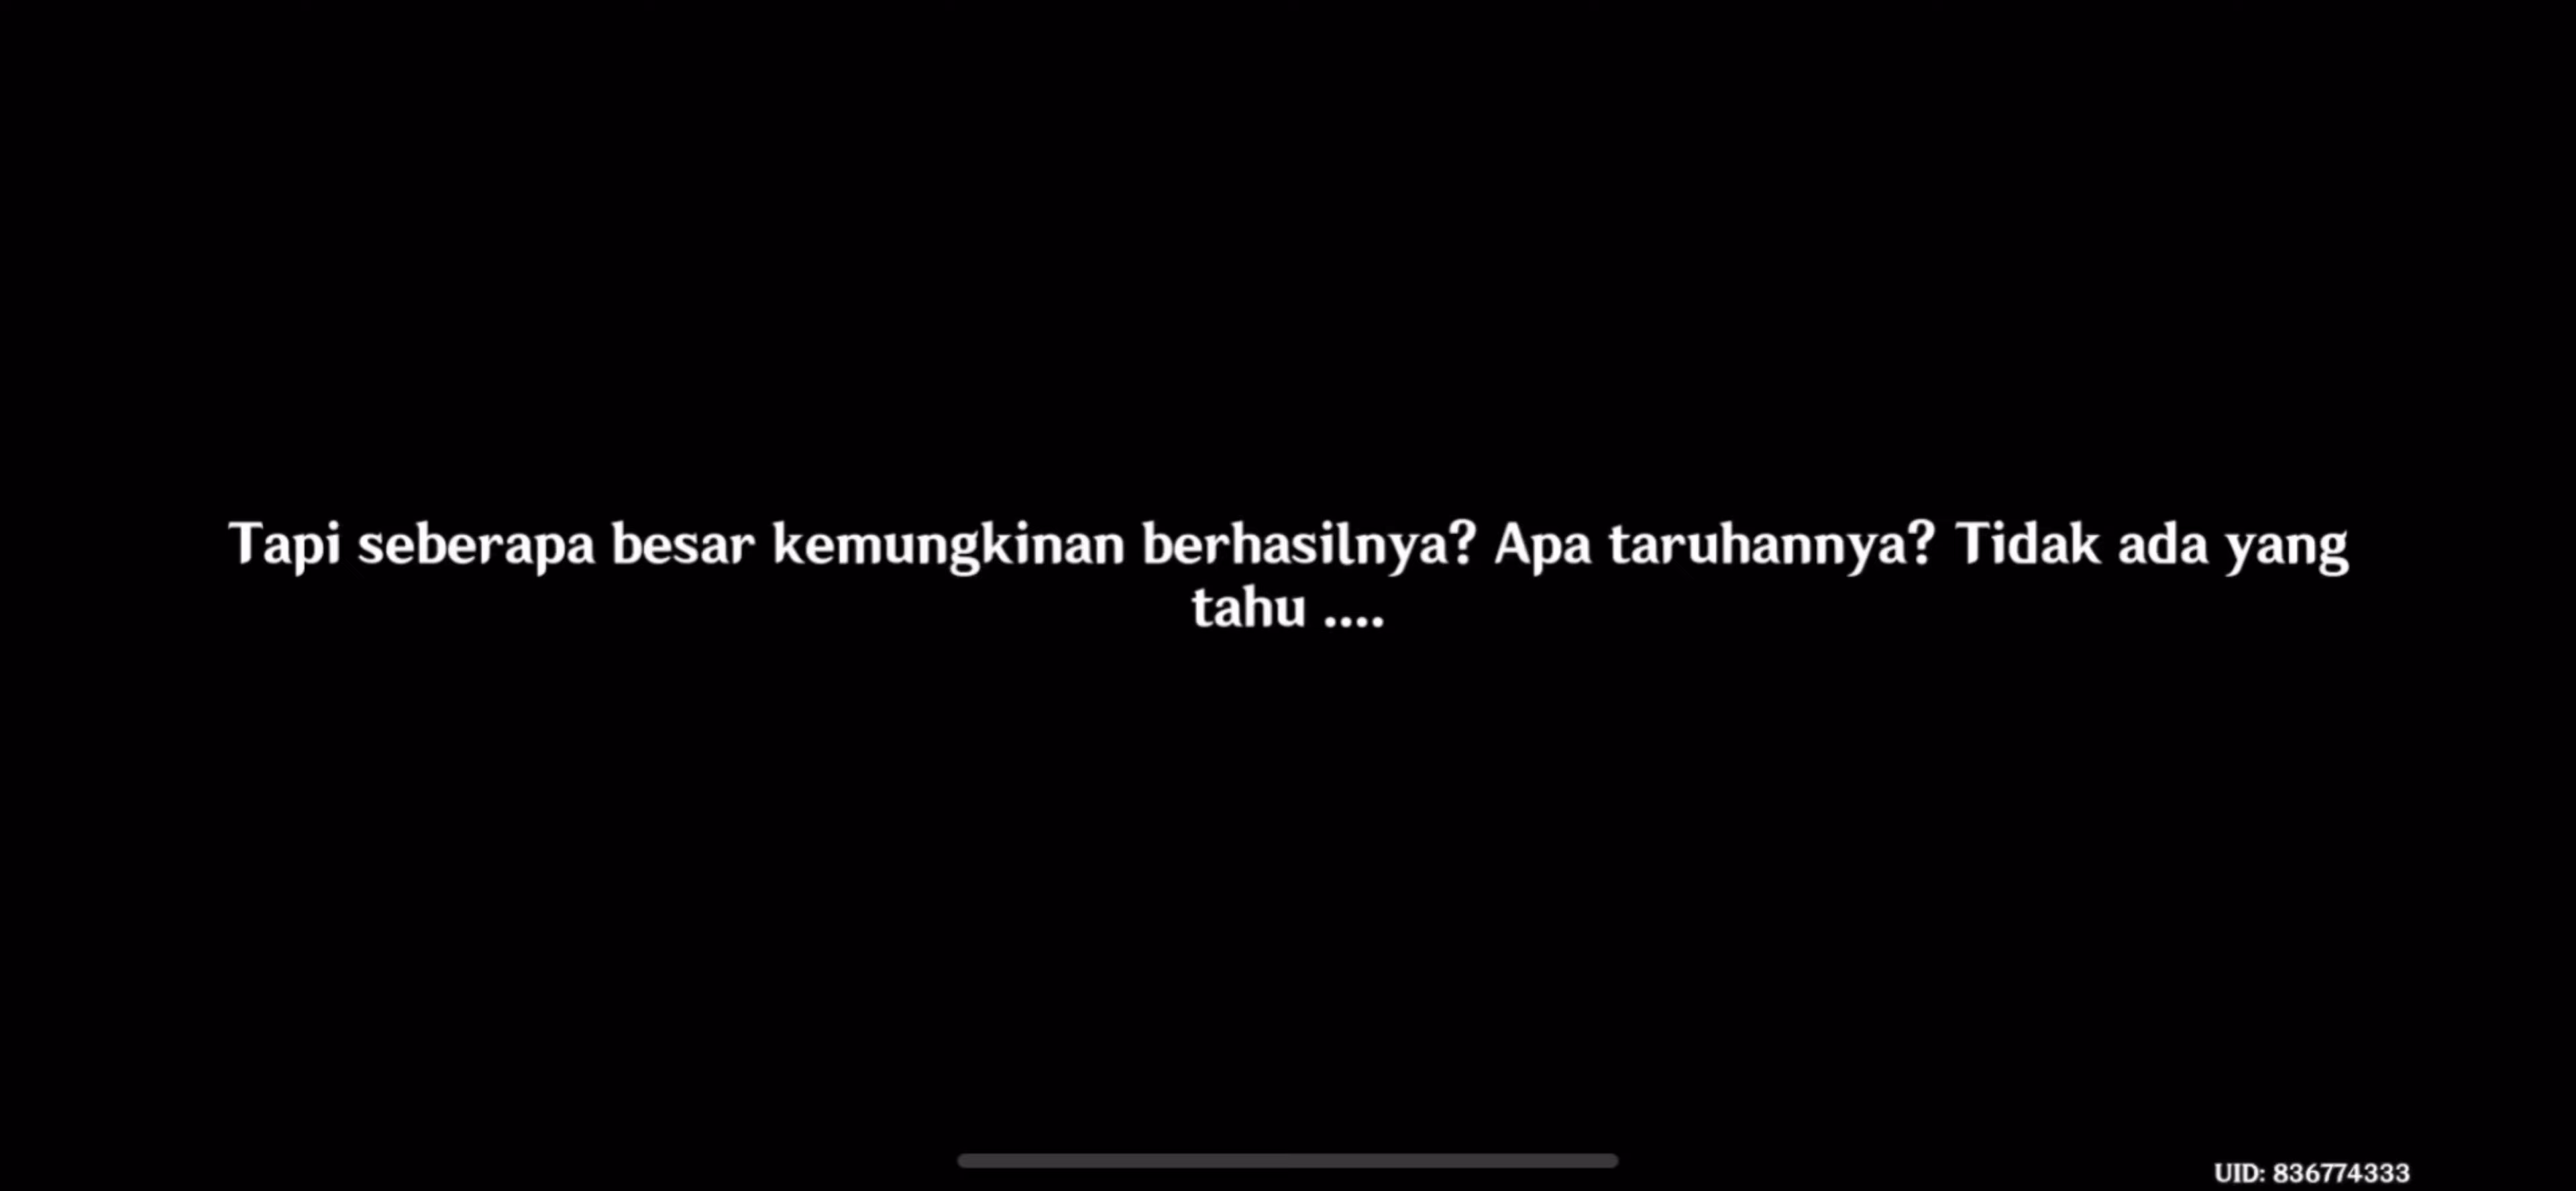 Tapi seberapa besar kemungkinan berhasilnya? Apa taruhannya? Tidak ada yang
tahu ....
UID: 836774333